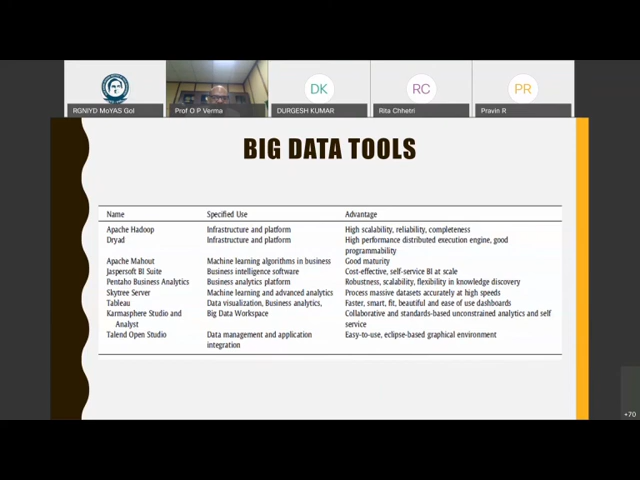 DK
RC
PR
RGNIYD MoYAS GoI
Prof O P Verma
DURGESH KUMAR
Rita Chhetri
Pravin R
BIG DATA TOOLS
Name Specified Use Advantage
Apache Hadoop Infrastructure and platform High scalability, reliability, completeness
Dryad Infrastructure and platform High performance distributed execution engine, good
programmability
Apache Mahout Machine learning algorithms in business Good maturity
Jaspersoft BI Suite Business intelligence software Cost-effective, self-service BI at scale
Pentaho Business Analytics Business analytics platform Robustness, scalability, flexibility in knowledge discovery
Skytree Server Machine learning and advanced analytics Process massive datasets accurately at high speeds
Tableau Data visualization, Business analytics, Faster, smart, fit, beautiful and ease of use dashboards
Karmasphere Studio and Big Data Workspace Collaborative and standards-based unconstrained analytics and self
Analyst service
Talend Open Studio Data management and application Easy-to-use, eclipse-based graphical environment
integration
+70